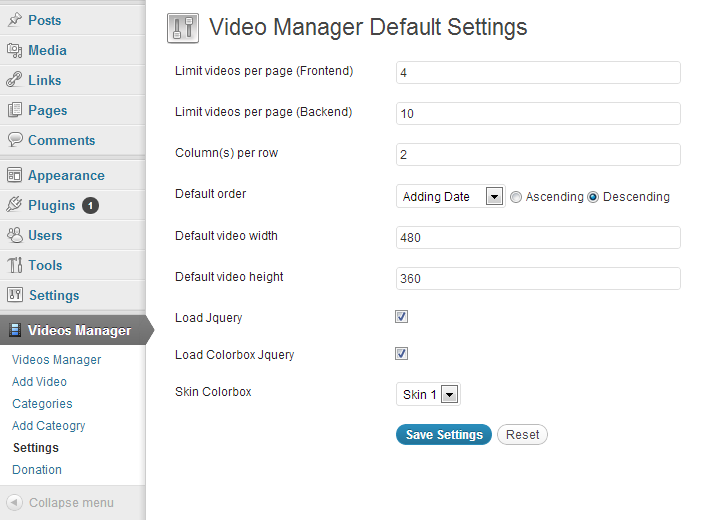 Posts
Media
Links
Pages
Comments
Appearance
Plugins 1
Users
Tools
Settings
Videos Manager
Videos Manager
Add Video
Categories
Add Cateogry
Settings
Donation
Collapse menu
Video Manager Default Settings
Limit videos per page (Frontend) 4
Limit videos per page (Backend) 10
Column(s) per row 2
Default order Adding Date Ascending Descending
Default video width 480
Default video height 360
Load Jquery
Load Colorbox Jquery
Skin Colorbox Skin 1
Save Settings Reset